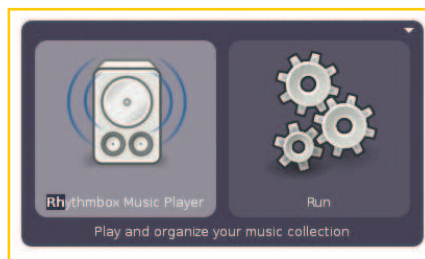 Rhythmbox Music Player
Run
Play and organize your music collection